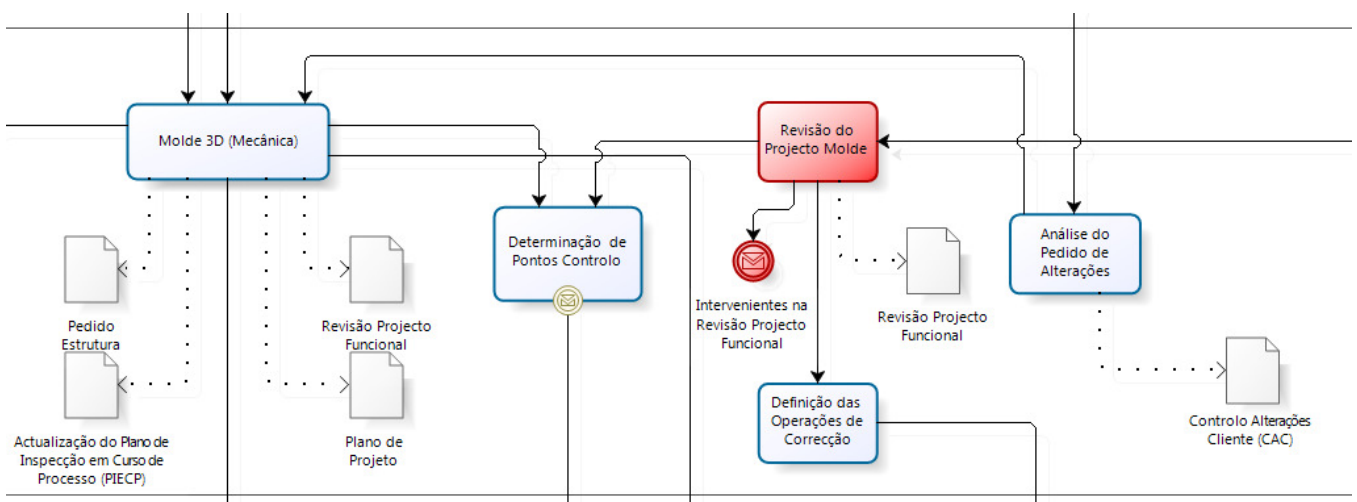 Molde 3D (Mecânica)
Revisão do
Projecto Molde
Determinação de
Pontos Controlo
Análise do
Pedido de
Alterações
Pedido
Estrutura
Revisão Projecto
Funcional
Intervenientes na
Revisão Projecto
Funcional
Revisão Projecto
Funcional
Actualização do Plano de
Inspecção em Curso de
Processo (PIECP)
Plano de
Projeto
Definição das
Operações de
Correcção
Controlo Alterações
Cliente (CAC)